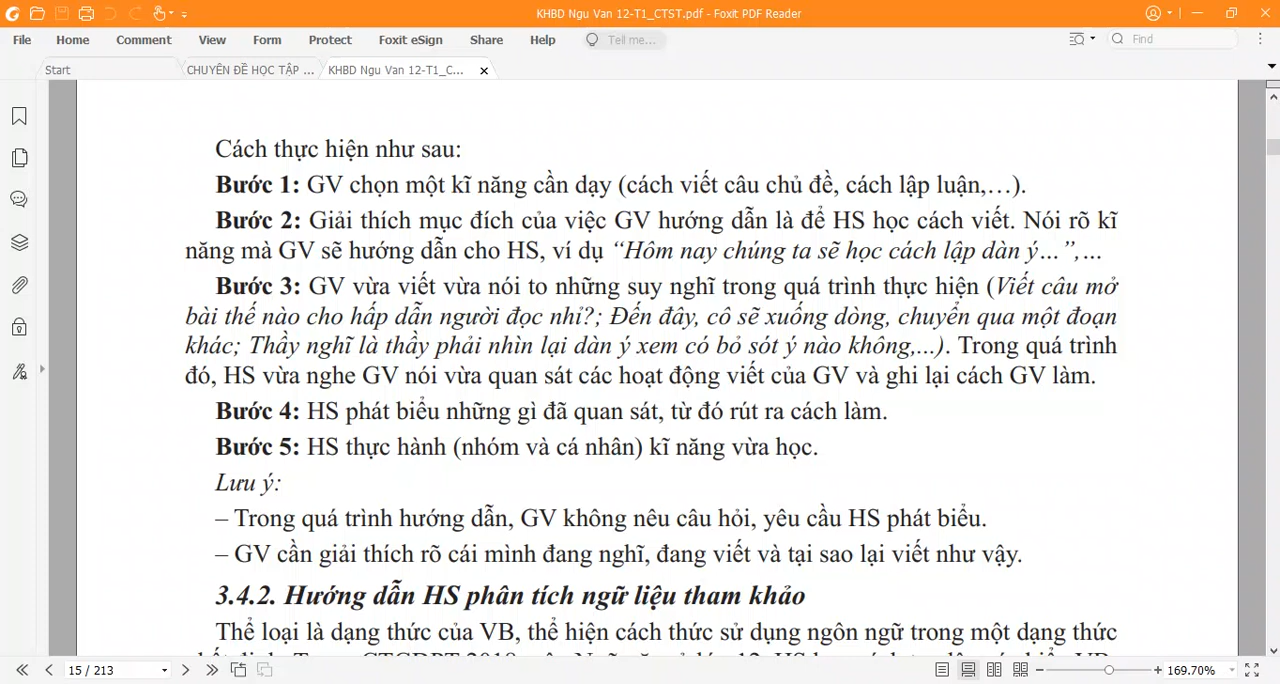 KHBD Ngu Van 12-T1_CTST.pdf - Foxit PDF Reader
File Home Comment View Form Protect Foxit eSign Share Help Tell me... Find
Start CHUYÊN ĐỀ HỌC TẬP ... KHBD Ngu Van 12-T1_C...
Cách thực hiện như sau:
Bước 1: GV chọn một kĩ năng cần dạy (cách viết câu chủ đề, cách lập luận,…).
Bước 2: Giải thích mục đích của việc GV hướng dẫn là để HS học cách viết. Nói rõ kĩ
năng mà GV sẽ hướng dẫn cho HS, ví dụ “Hôm nay chúng ta sẽ học cách lập dàn ý…”,…
Bước 3: GV vừa viết vừa nói to những suy nghĩ trong quá trình thực hiện (Viết câu mở
bài thế nào cho hấp dẫn người đọc nhỉ?; Đến đây, cô sẽ xuống dòng, chuyển qua một đoạn
khác; Thầy nghĩ là thầy phải nhìn lại dàn ý xem có bỏ sót ý nào không,...). Trong quá trình
đó, HS vừa nghe GV nói vừa quan sát các hoạt động viết của GV và ghi lại cách GV làm.
Bước 4: HS phát biểu những gì đã quan sát, từ đó rút ra cách làm.
Bước 5: HS thực hành (nhóm và cá nhân) kĩ năng vừa học.
Lưu ý:
– Trong quá trình hướng dẫn, GV không nêu câu hỏi, yêu cầu HS phát biểu.
– GV cần giải thích rõ cái mình đang nghĩ, đang viết và tại sao lại viết như vậy.
3.4.2. Hướng dẫn HS phân tích ngữ liệu tham khảo
Thể loại là dạng thức của VB, thể hiện cách thức sử dụng ngôn ngữ trong một dạng thức
15 / 213 169.70%